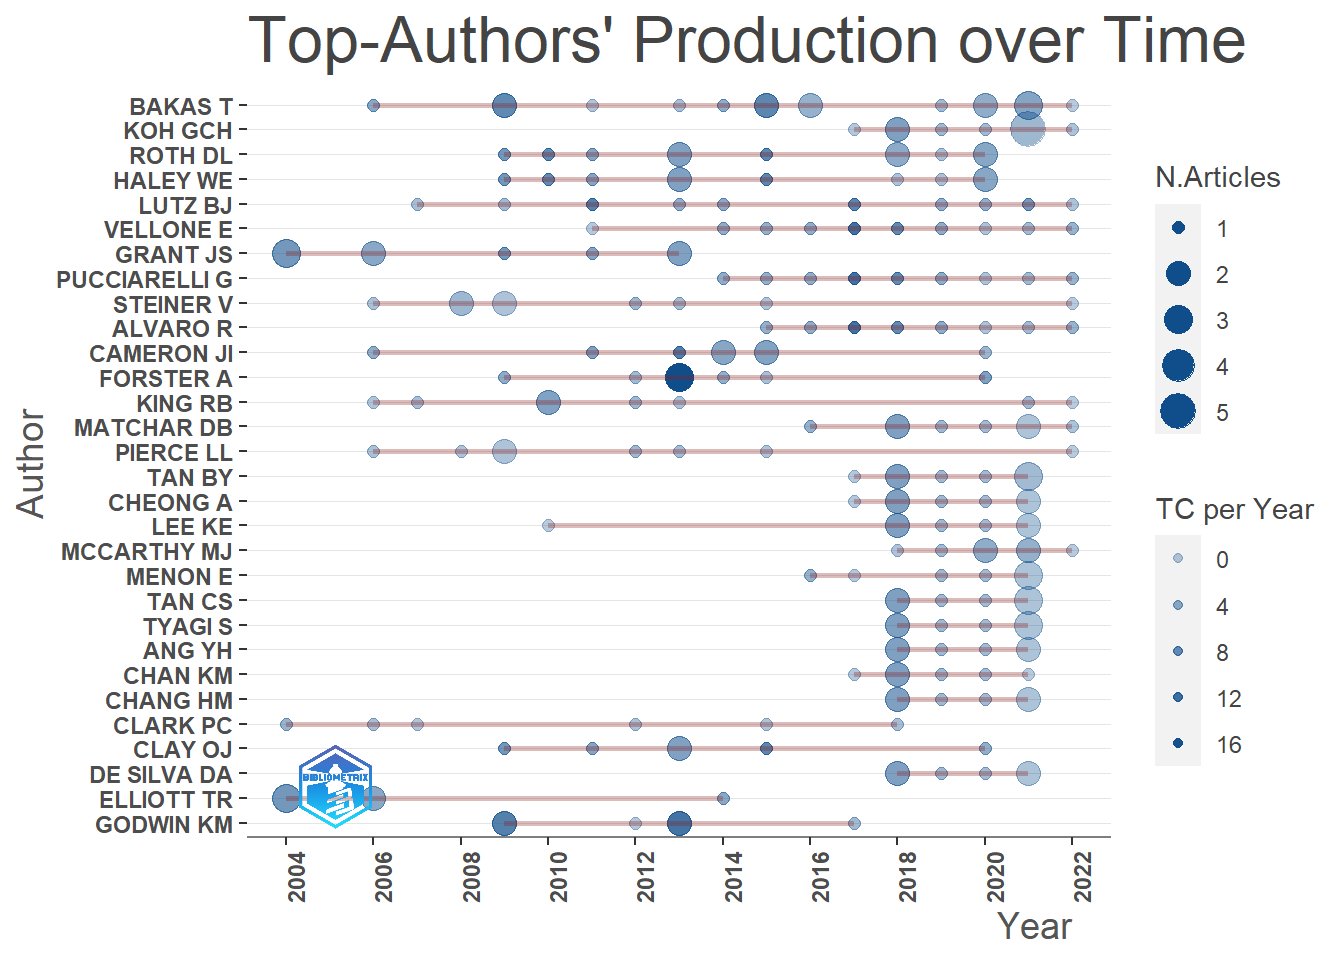 Top-Authors' Production over Time
Author
BAKAS T
KOH GCH
ROTH DL
HALEY WE
LUTZ BJ
VELLONE E
GRANT JS
PUCCIARELLI G
STEINER V
ALVARO R
CAMERON JI
FORSTER A
KING RB
MATCHAR DB
PIERCE LL
TAN BY
CHEONG A
LEE KE
MCCARTHY MJ
MENON E
TAN CS
TYAGI S
ANG YH
CHAN KM
CHANG HM
CLARK PC
CLAY OJ
DE SILVA DA
ELLIOTT TR
GODWIN KM
BIBLIOMETRIX
2004 2006 2008 2010 2012 2014 2016 2018 2020 2022
Year
N.Articles
1
2
3
4
5
TC per Year
0
4
8
12
16